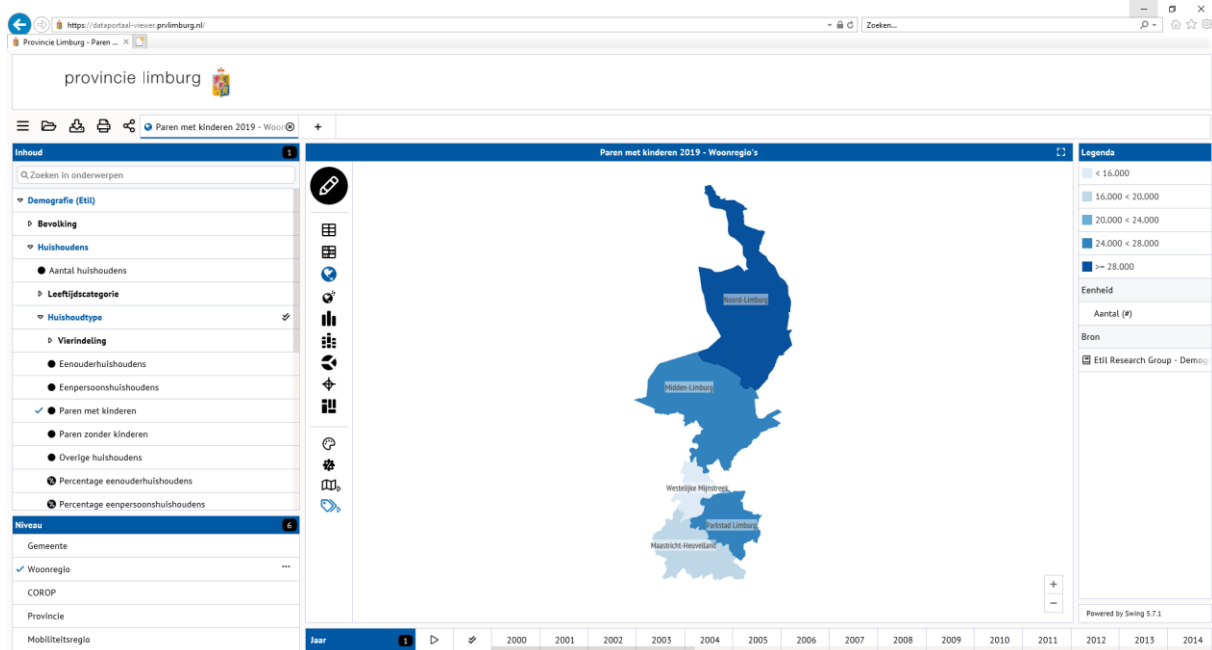 https://dataportaal-viewer.prvlimburg.nl/
Zoeken...
Provincie Limburg - Paren ...
provincie limburg
Paren met kinderen 2019 - Woor
+
Inhoud 1
Zoeken in onderwerpen
Demografie (Etil)
Bevolking
Huishoudens
Aantal huishoudens
Leeftijdscategorie
Huishoudtype
Vierindeling
Eenouderhuishoudens
Eenpersoonshuishoudens
Paren met kinderen
Paren zonder kinderen
Overige huishoudens
Percentage eenouderhuishoudens
Percentage eenpersoonshuishoudens
Niveau 6
Gemeente
Woonregio ...
COROP
Provincie
Mobiliteitsregio
Paren met kinderen 2019 - Woonregio's
Noord-Limburg
Midden-Limburg
Westelijke Mijnstreek
Parkstad Limburg
Maastricht-Heuvelland
+
−
Legenda
< 16.000
16.000 < 20.000
20.000 < 24.000
24.000 < 28.000
>= 28.000
Eenheid
Aantal (#)
Bron
Etil Research Group - Demog
Powered by Swing 5.7.1
Jaar 1 2000 2001 2002 2003 2004 2005 2006 2007 2008 2009 2010 2011 2012 2013 2014